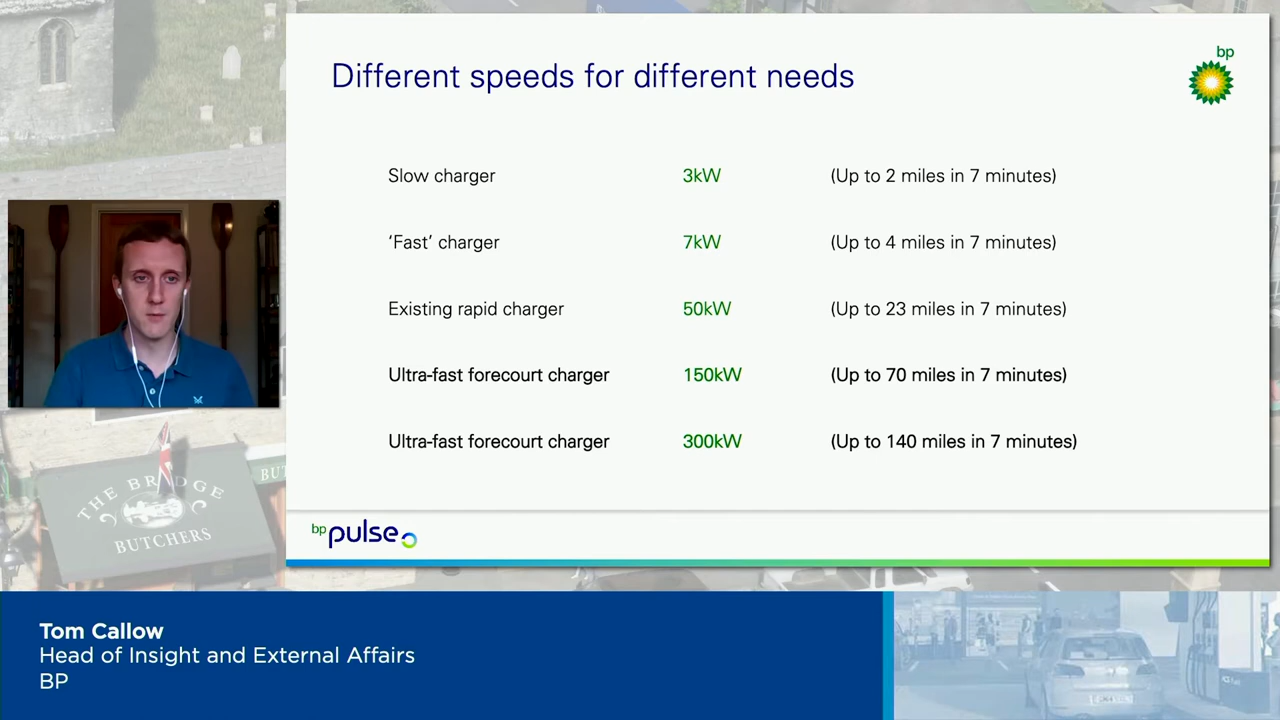 Different speeds for different needs
bp
Slow charger 3kW (Up to 2 miles in 7 minutes)
‘Fast’ charger 7kW (Up to 4 miles in 7 minutes)
Existing rapid charger 50kW (Up to 23 miles in 7 minutes)
Ultra-fast forecourt charger 150kW (Up to 70 miles in 7 minutes)
Ultra-fast forecourt charger 300kW (Up to 140 miles in 7 minutes)
bp pulse
THE BRIDGE
BUTCHERS
BUT
Tom Callow
Head of Insight and External Affairs
BP